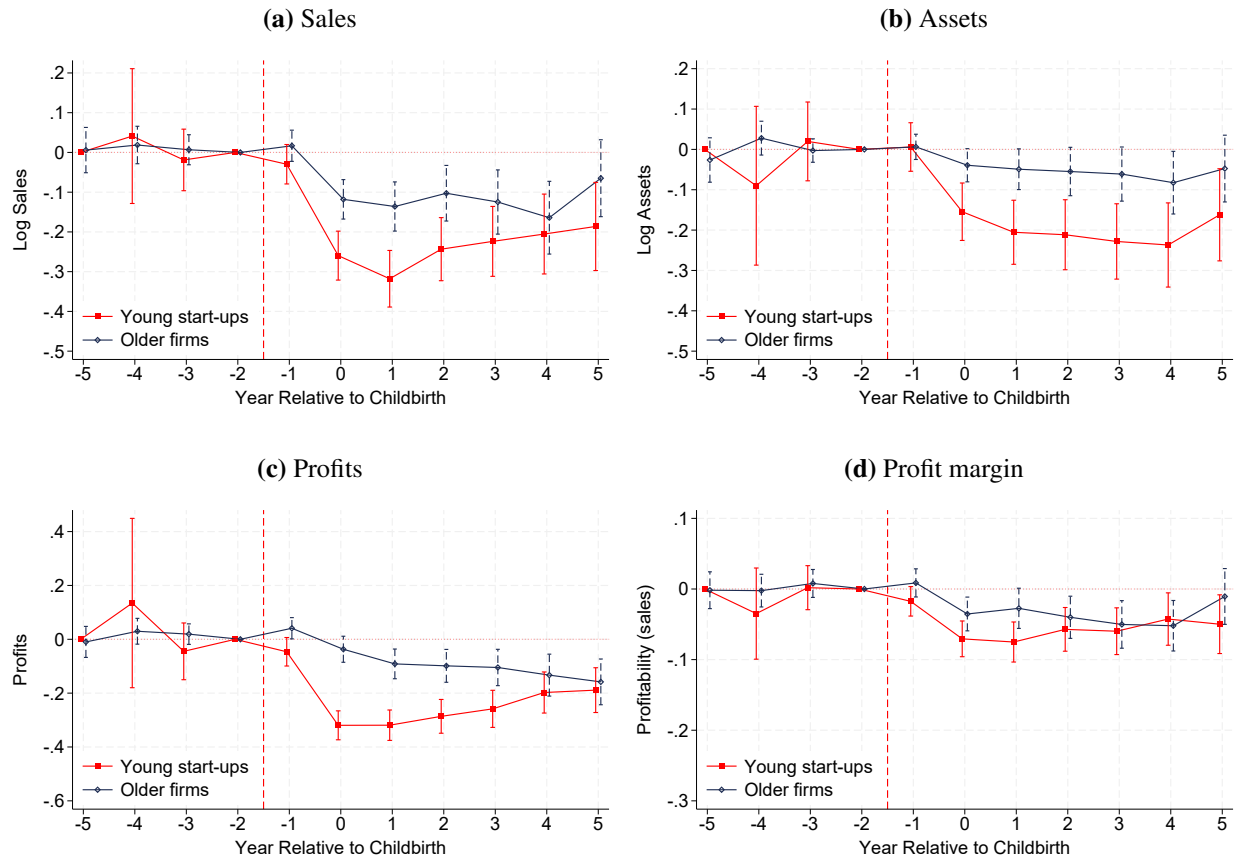 (a) Sales
.2
.1
0
-.1
-.2
-.3
-.4
-.5
Log Sales
Young start-ups
Older firms
-5 -4 -3 -2 -1 0 1 2 3 4 5
Year Relative to Childbirth
(b) Assets
.2
.1
0
-.1
-.2
-.3
-.4
-.5
Log Assets
Young start-ups
Older firms
-5 -4 -3 -2 -1 0 1 2 3 4 5
Year Relative to Childbirth
(c) Profits
.4
.2
0
-.2
-.4
-.6
Profits
Young start-ups
Older firms
-5 -4 -3 -2 -1 0 1 2 3 4 5
Year Relative to Childbirth
(d) Profit margin
.1
0
-.1
-.2
-.3
Profitability (sales)
Young start-ups
Older firms
-5 -4 -3 -2 -1 0 1 2 3 4 5
Year Relative to Childbirth